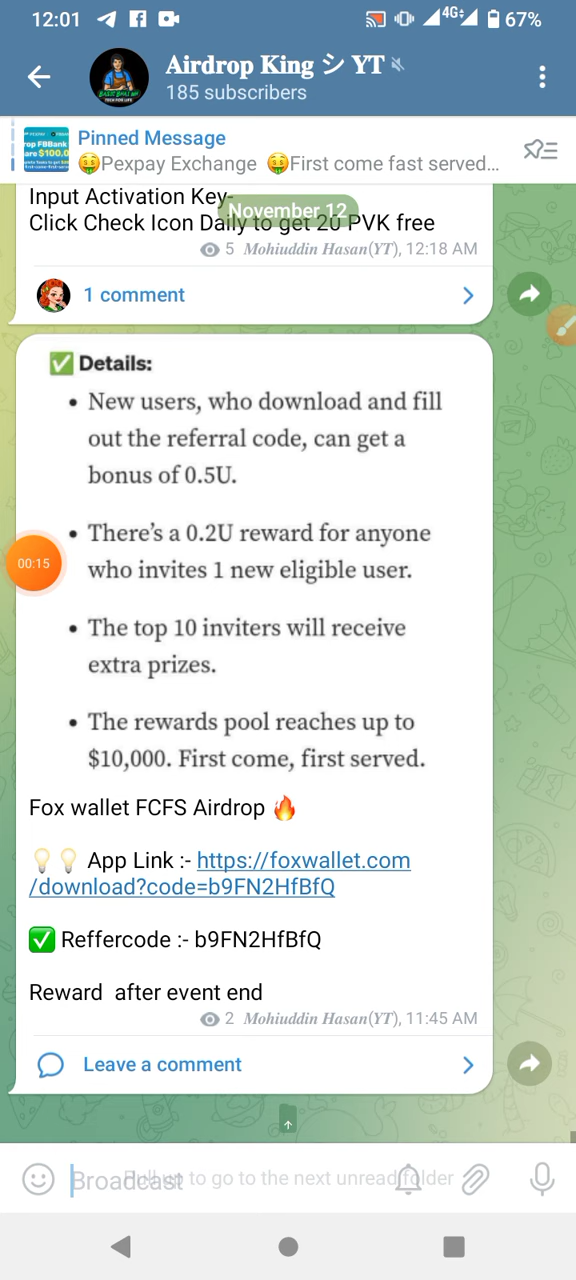 12:01
4G
67%
Airdrop King シ YT
185 subscribers
Pinned Message
🤑Pexpay Exchange 🤑First come fast served...
Input Activation Key-
November 12
Click Check Icon Daily to get 20 PVK free
5 Mohiuddin Hasan(YT), 12:18 AM
1 comment
✅ Details:
• New users, who download and fill
out the referral code, can get a
bonus of 0.5U.
• There's a 0.2U reward for anyone
who invites 1 new eligible user.
00:15
• The top 10 inviters will receive
extra prizes.
• The rewards pool reaches up to
$10,000. First come, first served.
Fox wallet FCFS Airdrop 🔥
💡💡 App Link :- https://foxwallet.com
/download?code=b9FN2HfBfQ
✅ Reffercode :- b9FN2HfBfQ
Reward after event end
2 Mohiuddin Hasan(YT), 11:45 AM
Leave a comment
Broadcast
to go to the next unread folder